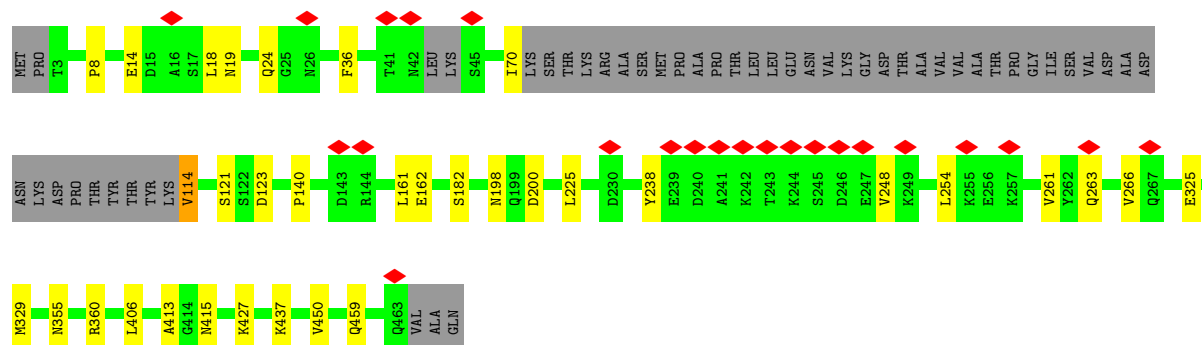 MET PRO T3 P8 E14 D15 A16 S17 L18 N19 Q24 G25 N26 F36 T41 N42 LEU LYS S45 I70 LYS SER THR LYS ARG ALA SER MET PRO ALA PRO THR LEU LEU GLU ASN VAL LYS GLY ASP THR ALA VAL VAL ALA THR PRO GLY ILE SER VAL ASP ALA ASP
ASN LYS ASP PRO THR TYR THR TYR LYS V114 S121 S122 D123 P140 D143 R144 L161 E162 S182 N198 Q199 D200 L225 D230 Y238 E239 D240 A241 K242 T243 K244 S245 D246 E247 V248 K249 L254 K255 E256 K257 V261 Y262 Q263 V266 Q267 E325
M329 N355 R360 L406 A413 G414 N415 K427 K437 V450 Q459 Q463 VAL ALA GLN